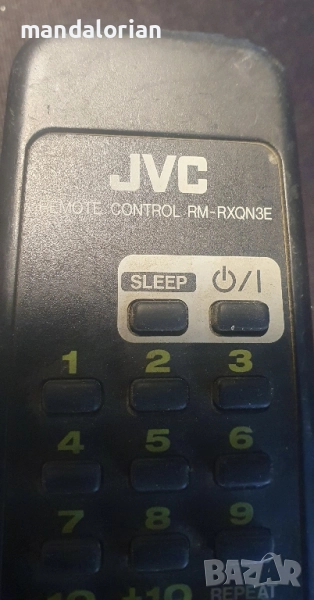 mandalorian
JVC
REMOTE CONTROL RM-RXQN3E
SLEEP ⏻/I
1 2 3
4 5 6
7 8 9
10 +10 REPEAT
BAZAR